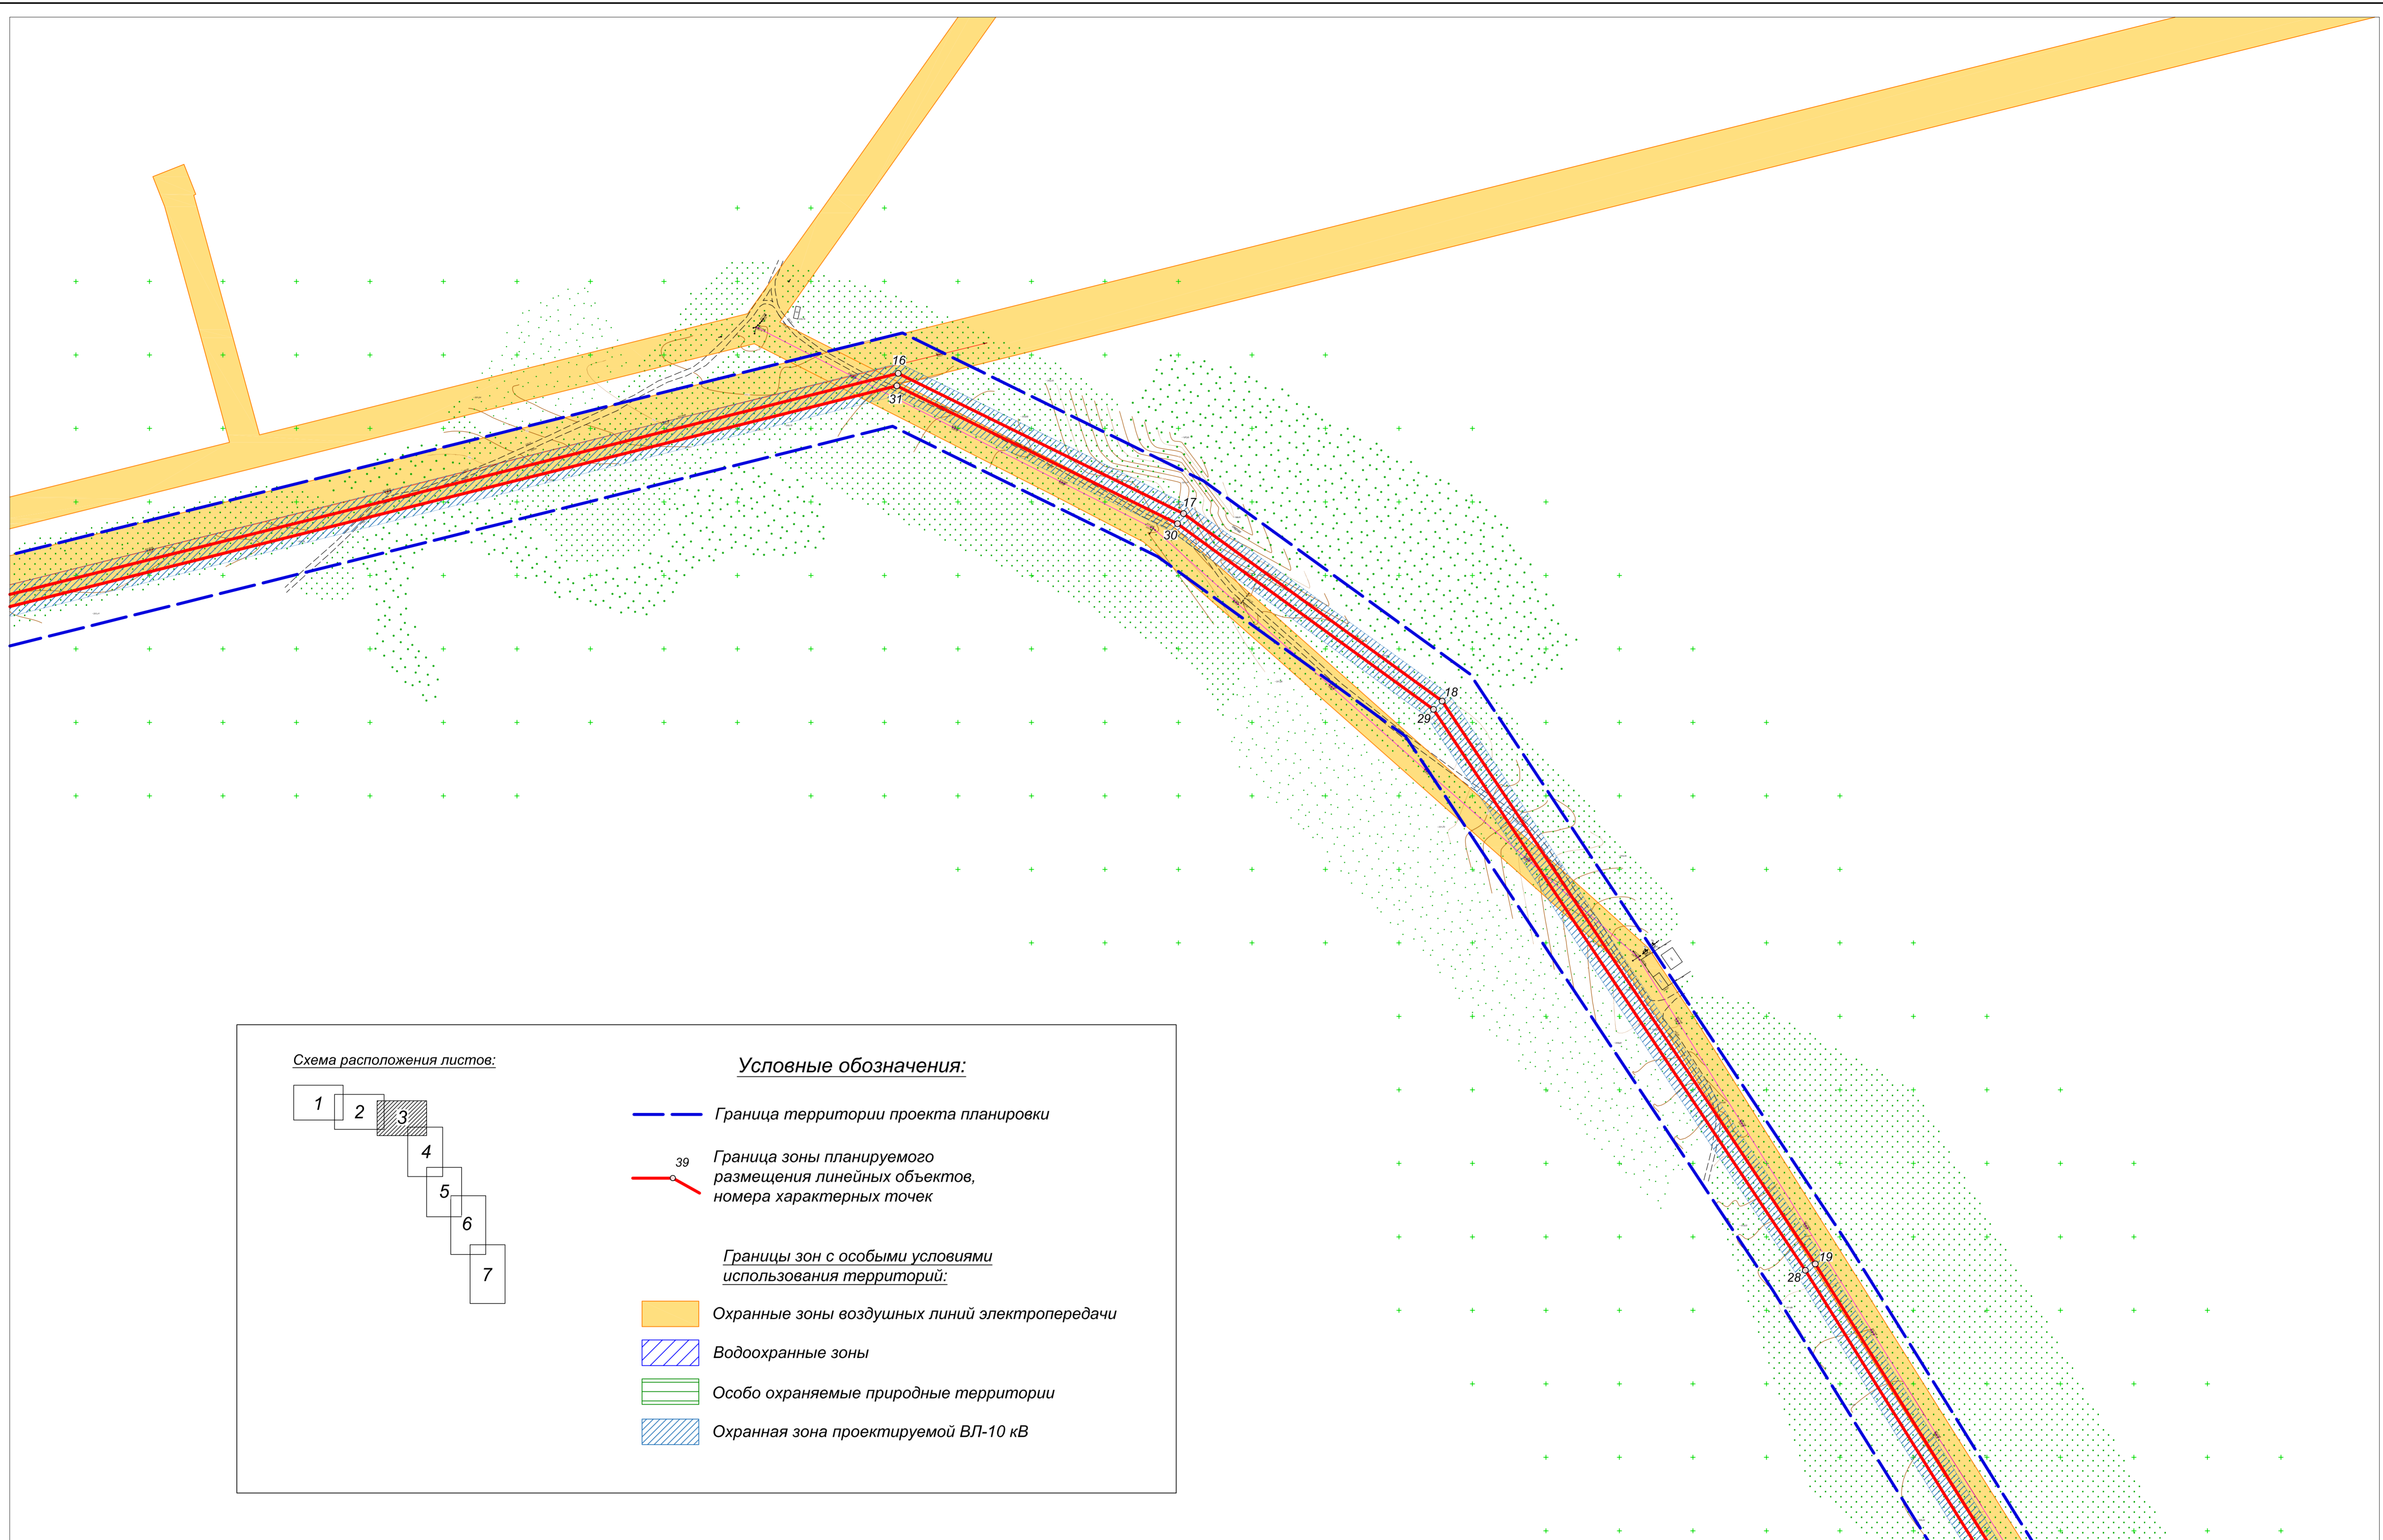 16
31
17
30
18
29
19
28
Схема расположения листов:
1
2
3
4
5
6
7
Условные обозначения:
Граница территории проекта планировки
39
Граница зоны планируемого
размещения линейных объектов,
номера характерных точек
Границы зон с особыми условиями
использования территорий:
Охранные зоны воздушных линий электропередачи
Водоохранные зоны
Особо охраняемые природные территории
Охранная зона проектируемой ВЛ-10 кВ